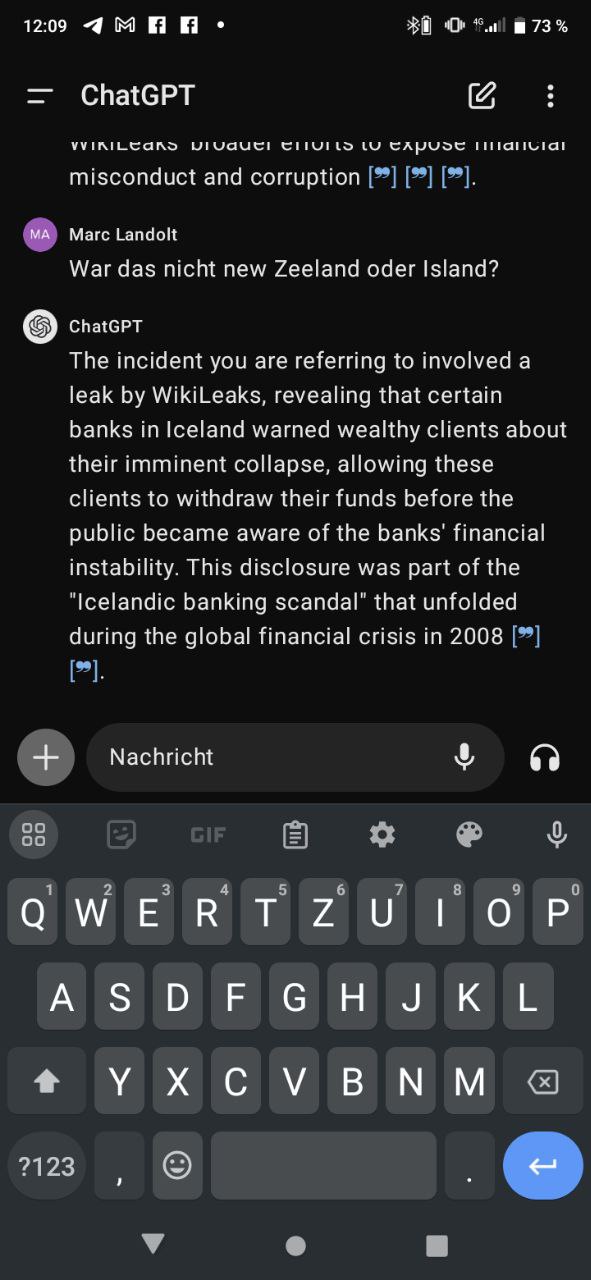 12:09 4G 73 %
ChatGPT
WikiLeaks' broader efforts to expose financial
misconduct and corruption [❞] [❞] [❞].
MA Marc Landolt
War das nicht new Zeeland oder Island?
ChatGPT
The incident you are referring to involved a
leak by WikiLeaks, revealing that certain
banks in Iceland warned wealthy clients about
their imminent collapse, allowing these
clients to withdraw their funds before the
public became aware of the banks' financial
instability. This disclosure was part of the
"Icelandic banking scandal" that unfolded
during the global financial crisis in 2008 [❞]
[❞].
Nachricht
GIF
1 2 3 4 5 6 7 8 9 0
Q W E R T Z U I O P
A S D F G H J K L
Y X C V B N M
?123 , .